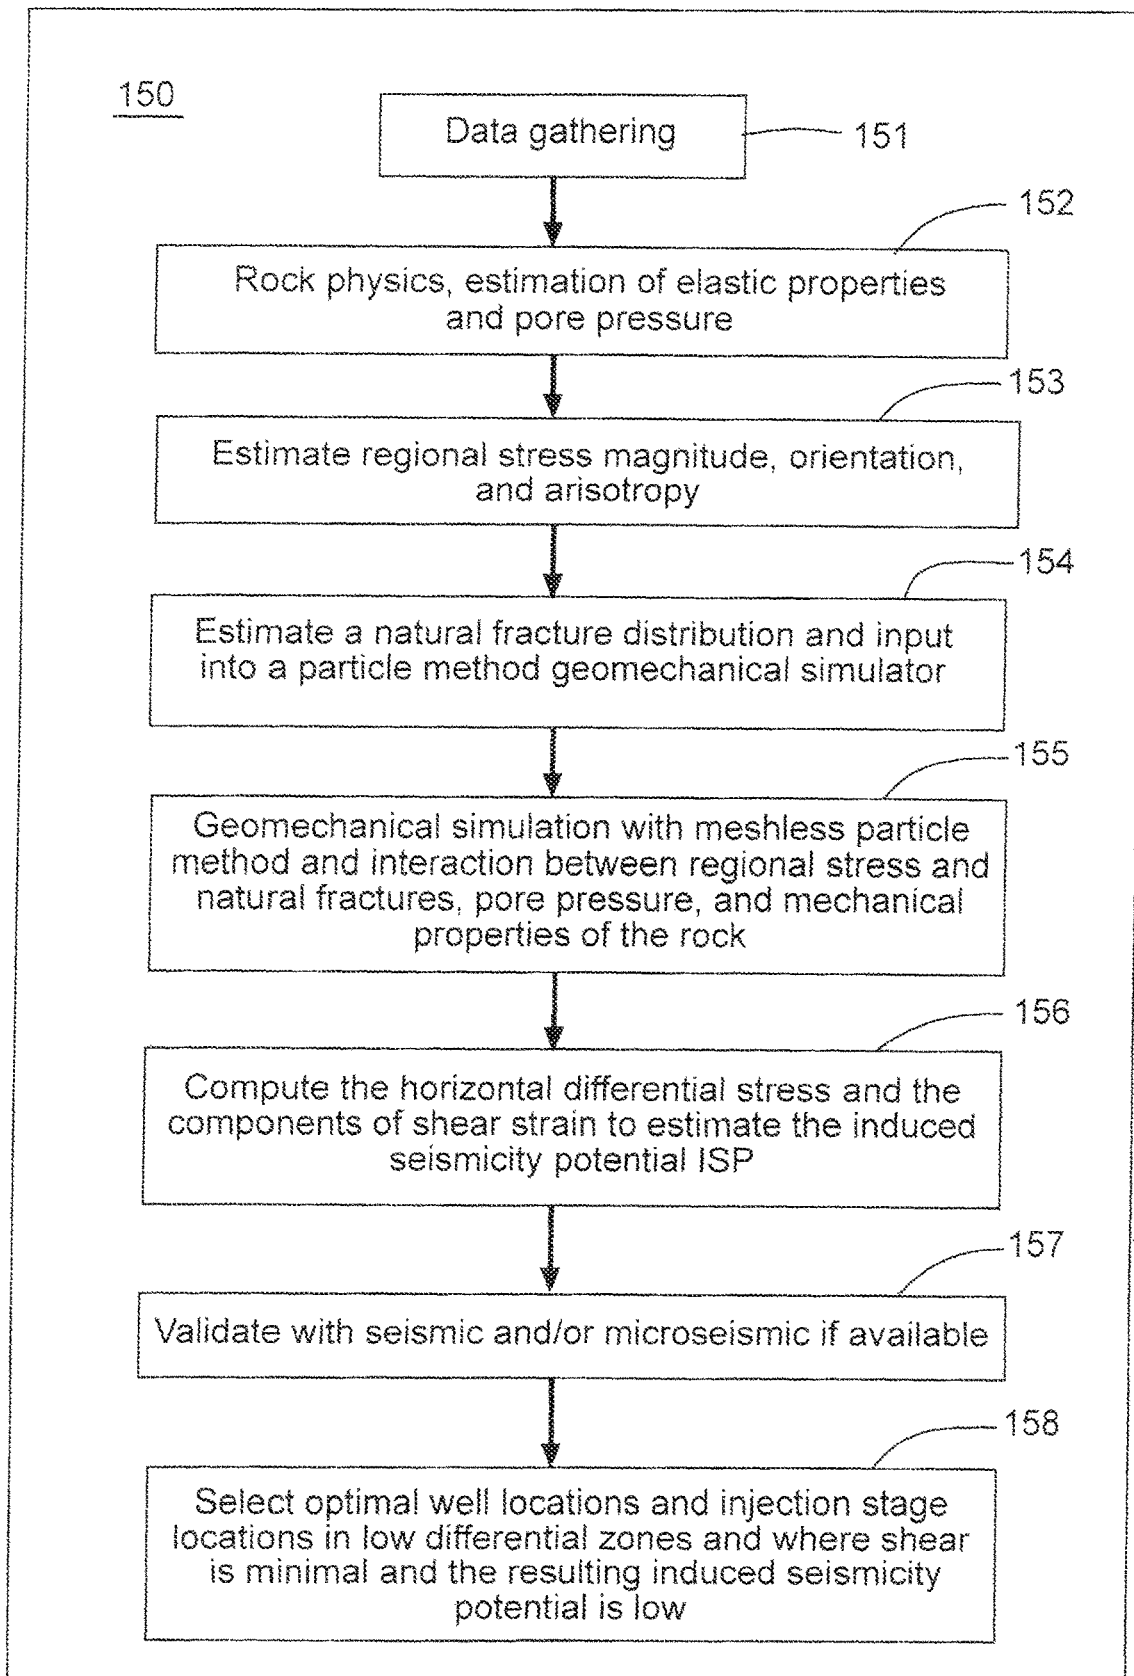 150
Data gathering
151
152
Rock physics, estimation of elastic properties
and pore pressure
153
Estimate regional stress magnitude, orientation,
and arisotropy
154
Estimate a natural fracture distribution and input
into a particle method geomechanical simulator
155
Geomechanical simulation with meshless particle
method and interaction between regional stress and
natural fractures, pore pressure, and mechanical
properties of the rock
156
Compute the horizontal differential stress and the
components of shear strain to estimate the induced
seismicity potential ISP
157
Validate with seismic and/or microseismic if available
158
Select optimal well locations and injection stage
locations in low differential zones and where shear
is minimal and the resulting induced seismicity
potential is low